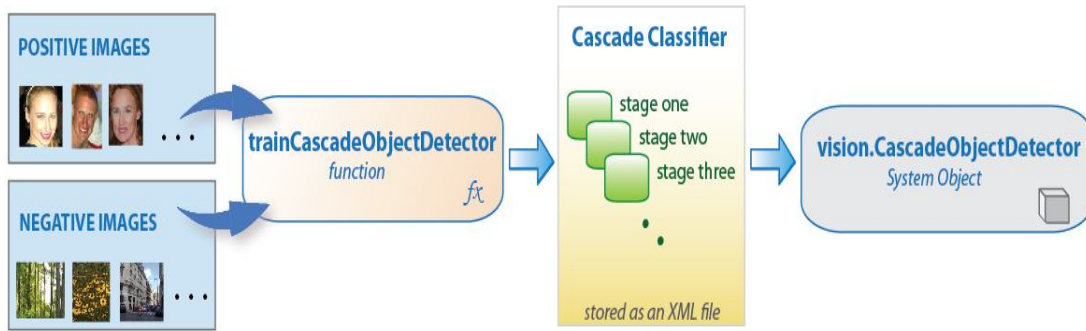 POSITIVE IMAGES
. . .
NEGATIVE IMAGES
. . .
trainCascadeObjectDetector
function
fx
Cascade Classifier
stage one
stage two
stage three
stored as an XML file
vision.CascadeObjectDetector
System Object